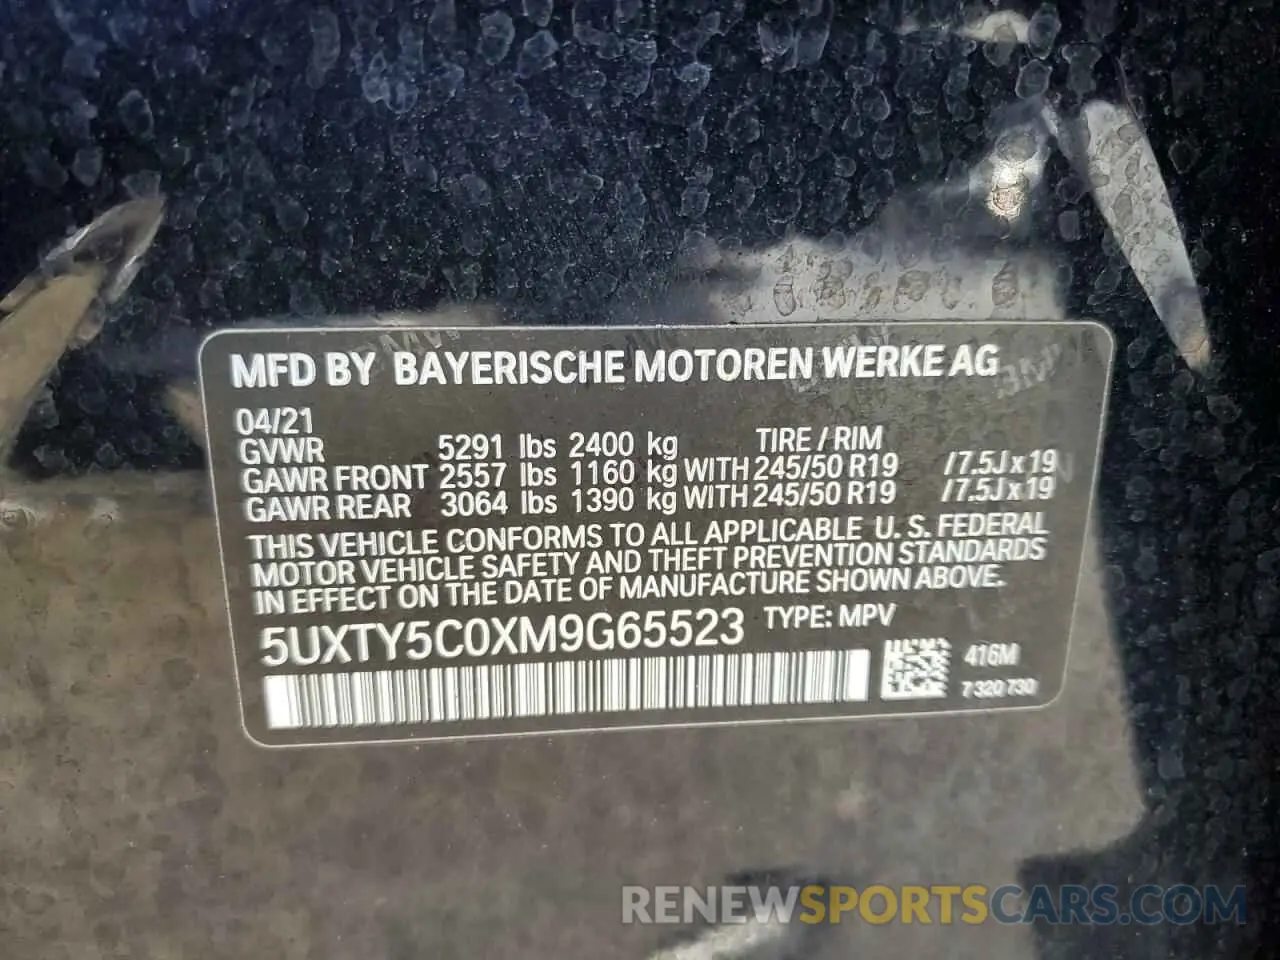 MFD BY BAYERISCHE MOTOREN WERKE AG
04/21
GVWR 5291 lbs 2400 kg TIRE / RIM
GAWR FRONT 2557 lbs 1160 kg WITH 245/50 R19 / 7.5J x 19
GAWR REAR 3064 lbs 1390 kg WITH 245/50 R19 / 7.5J x 19
THIS VEHICLE CONFORMS TO ALL APPLICABLE U. S. FEDERAL
MOTOR VEHICLE SAFETY AND THEFT PREVENTION STANDARDS
IN EFFECT ON THE DATE OF MANUFACTURE SHOWN ABOVE.
5UXTY5C0XM9G65523 TYPE: MPV
416M
7 320 730
RENEWSPORTSCARS.COM